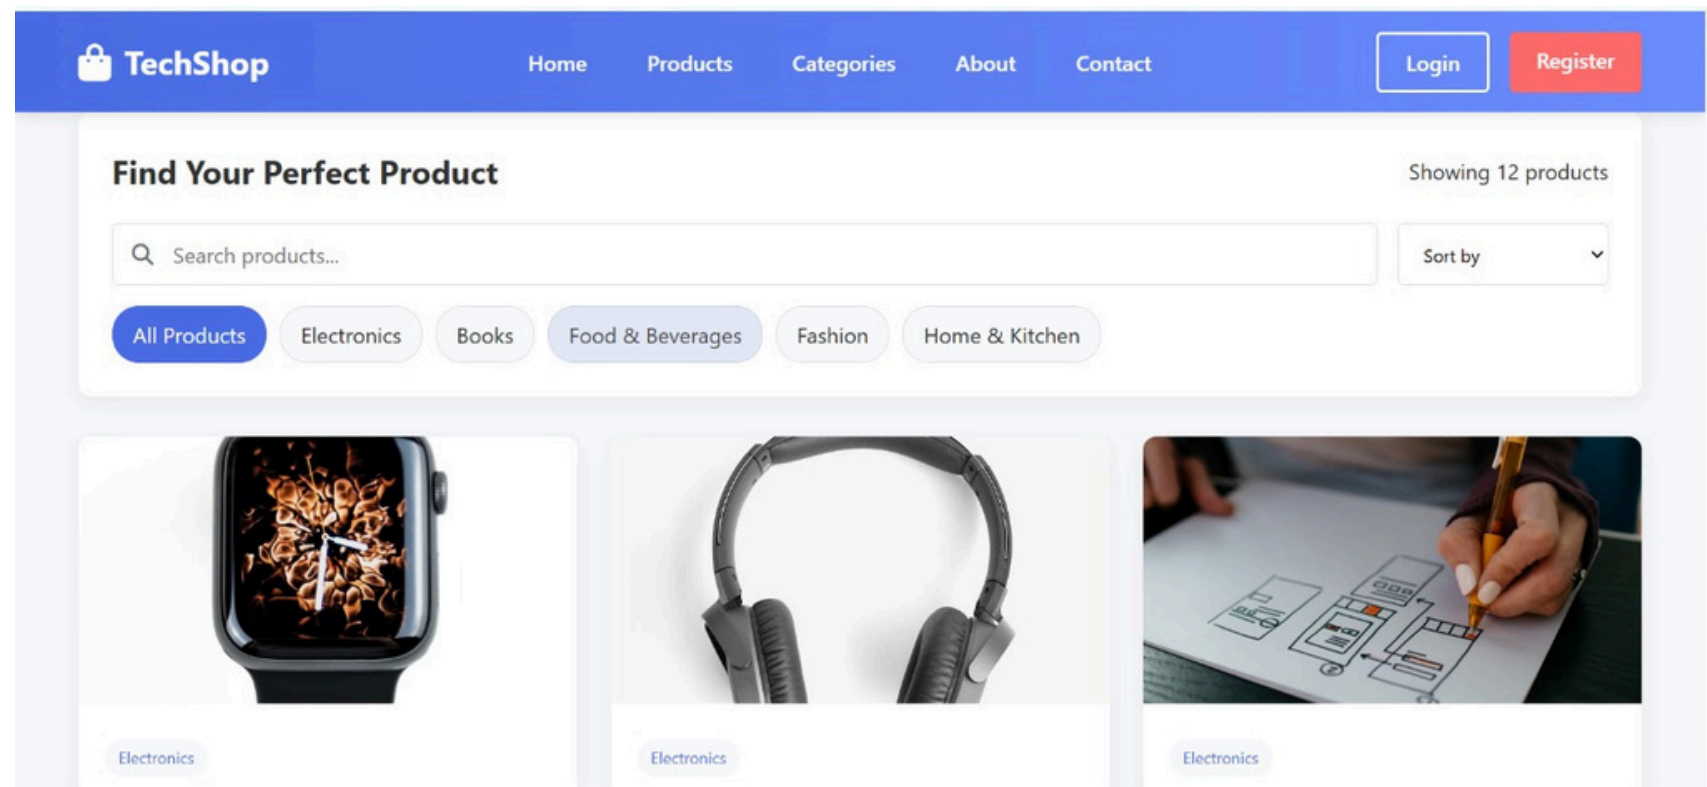 TechShop
Home Products Categories About Contact
Login Register
Find Your Perfect Product
Showing 12 products
Search products...
Sort by
All Products Electronics Books Food & Beverages Fashion Home & Kitchen
Electronics
Electronics
Electronics